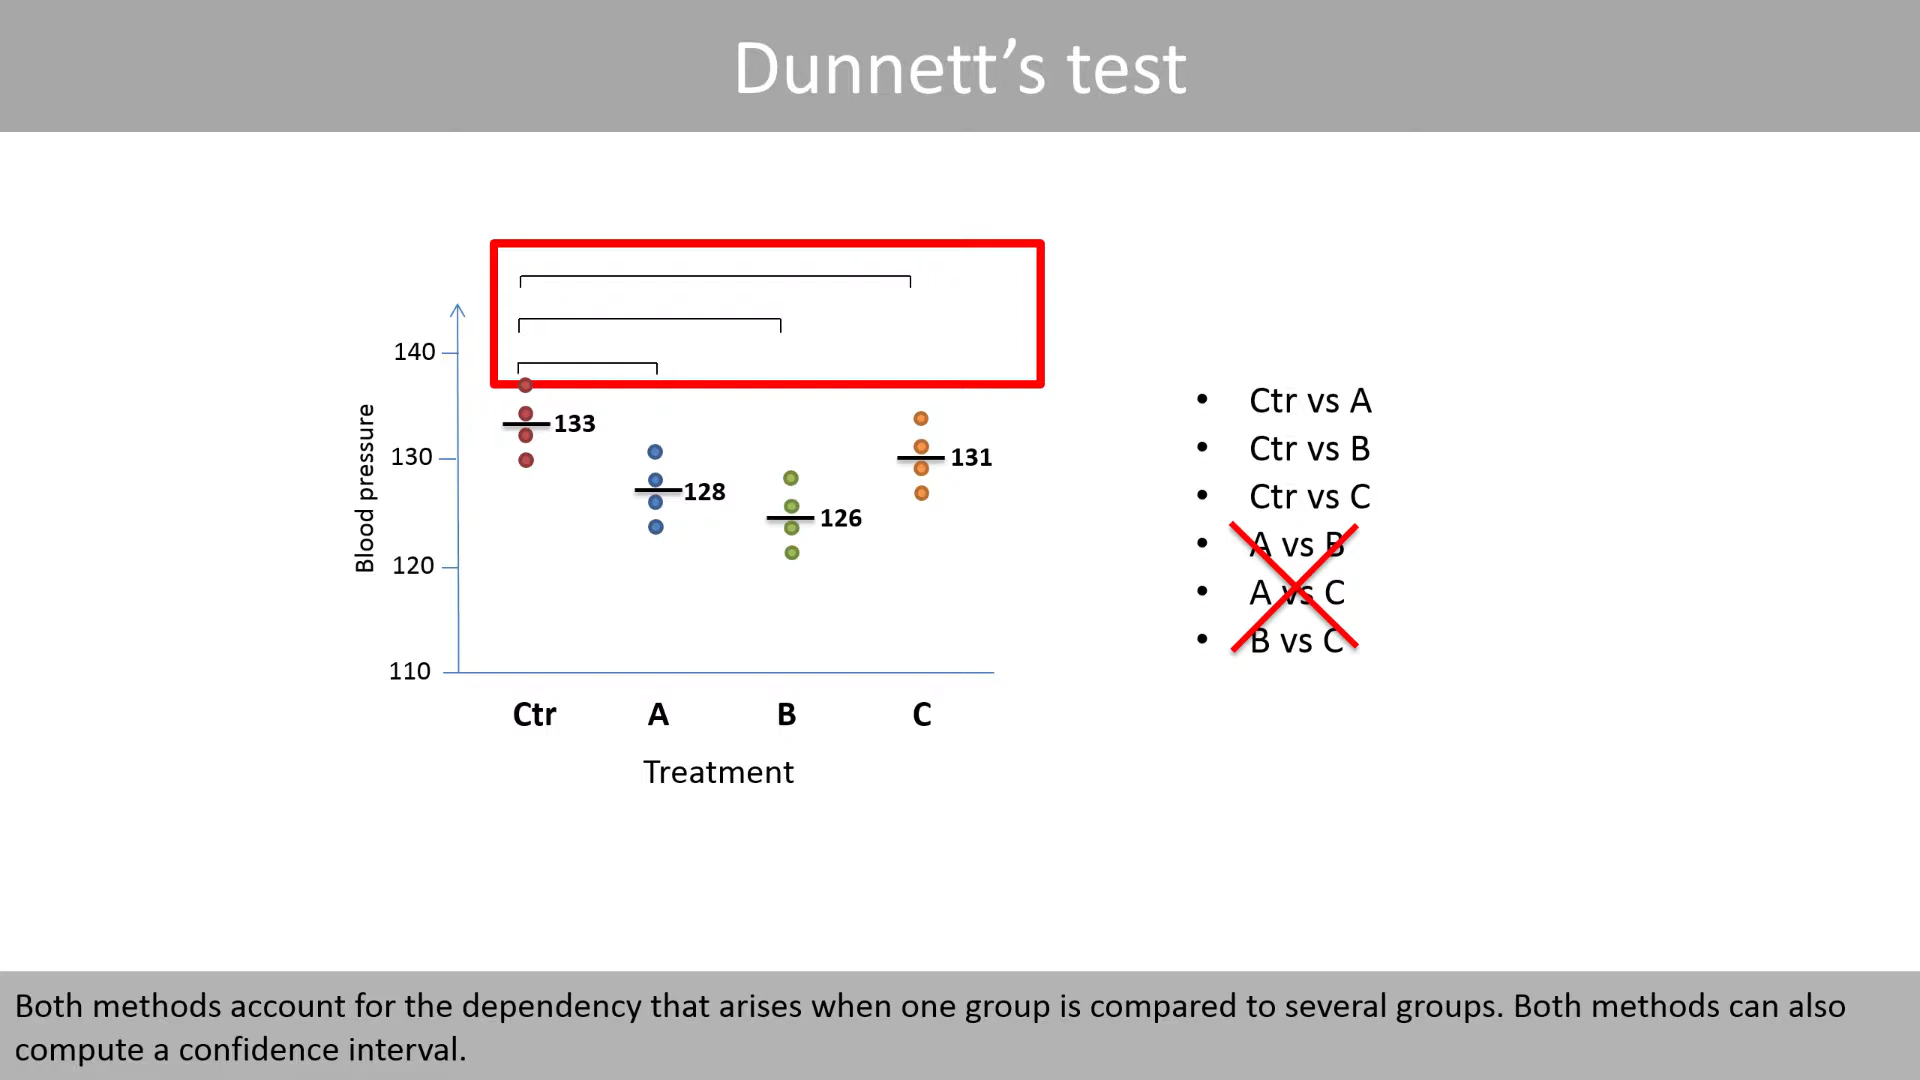 Dunnett’s test
140
130
120
110
Blood pressure
133
128
126
131
Ctr
A
B
C
Treatment
• Ctr vs A
• Ctr vs B
• Ctr vs C
• A vs B
• A vs C
• B vs C
Both methods account for the dependency that arises when one group is compared to several groups. Both methods can also
compute a confidence interval.